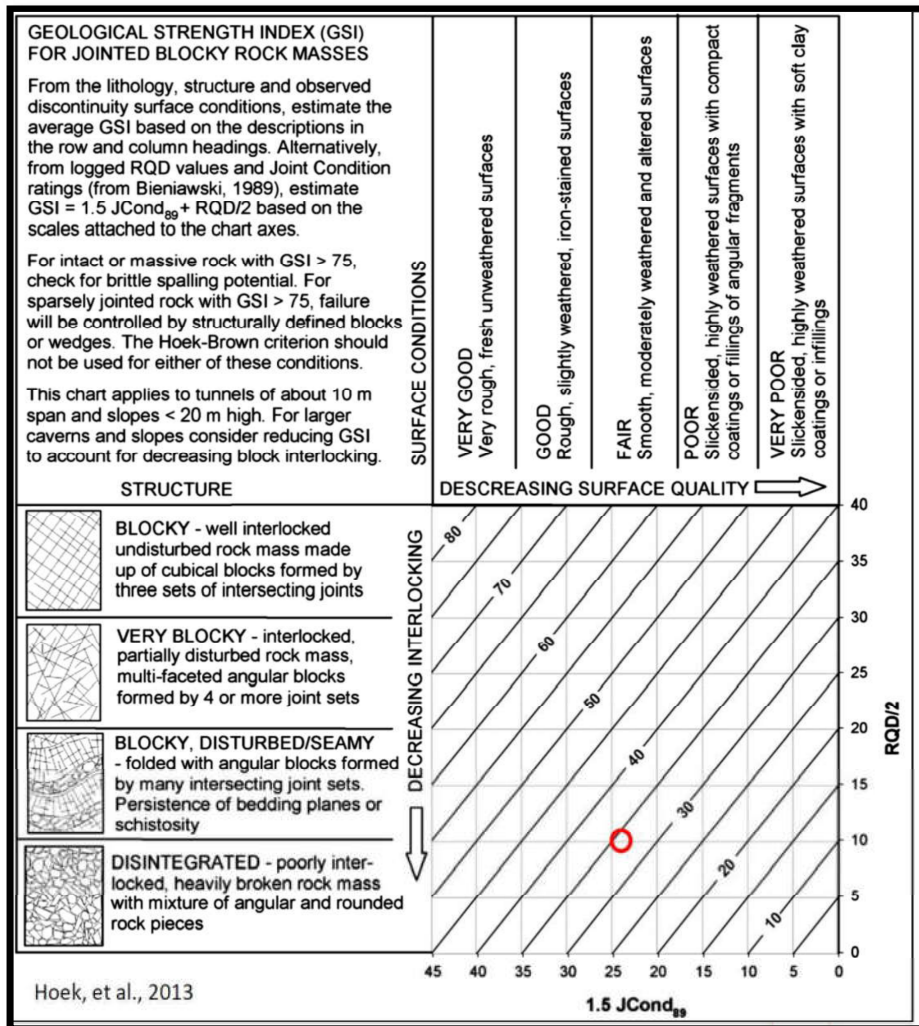 GEOLOGICAL STRENGTH INDEX (GSI)
FOR JOINTED BLOCKY ROCK MASSES
From the lithology, structure and observed
discontinuity surface conditions, estimate the
average GSI based on the descriptions in
the row and column headings. Alternatively,
from logged RQD values and Joint Condition
ratings (from Bieniawski, 1989), estimate
GSI = 1.5 JCond₈₉ + RQD/2 based on the
scales attached to the chart axes.
For intact or massive rock with GSI > 75,
check for brittle spalling potential. For
sparsely jointed rock with GSI > 75, failure
will be controlled by structurally defined blocks
or wedges. The Hoek-Brown criterion should
not be used for either of these conditions.
This chart applies to tunnels of about 10 m
span and slopes < 20 m high. For larger
caverns and slopes consider reducing GSI
to account for decreasing block interlocking.
SURFACE CONDITIONS
VERY GOOD
Very rough, fresh unweathered surfaces
GOOD
Rough, slightly weathered, iron-stained surfaces
FAIR
Smooth, moderately weathered and altered surfaces
POOR
Slickensided, highly weathered surfaces with compact
coatings or fillings of angular fragments
VERY POOR
Slickensided, highly weathered surfaces with soft clay
coatings or infillings
STRUCTURE
DESCREASING SURFACE QUALITY
BLOCKY - well interlocked
undisturbed rock mass made
up of cubical blocks formed by
three sets of intersecting joints
VERY BLOCKY - interlocked,
partially disturbed rock mass,
multi-faceted angular blocks
formed by 4 or more joint sets
BLOCKY, DISTURBED/SEAMY
- folded with angular blocks formed
by many intersecting joint sets.
Persistence of bedding planes or
schistosity
DISINTEGRATED - poorly inter-
locked, heavily broken rock mass
with mixture of angular and rounded
rock pieces
DECREASING INTERLOCKING
80
70
60
50
40
30
20
10
40
35
30
25
20
15
10
5
0
RQD/2
45 40 35 30 25 20 15 10 5 0
1.5 JCond₈₉
Hoek, et al., 2013